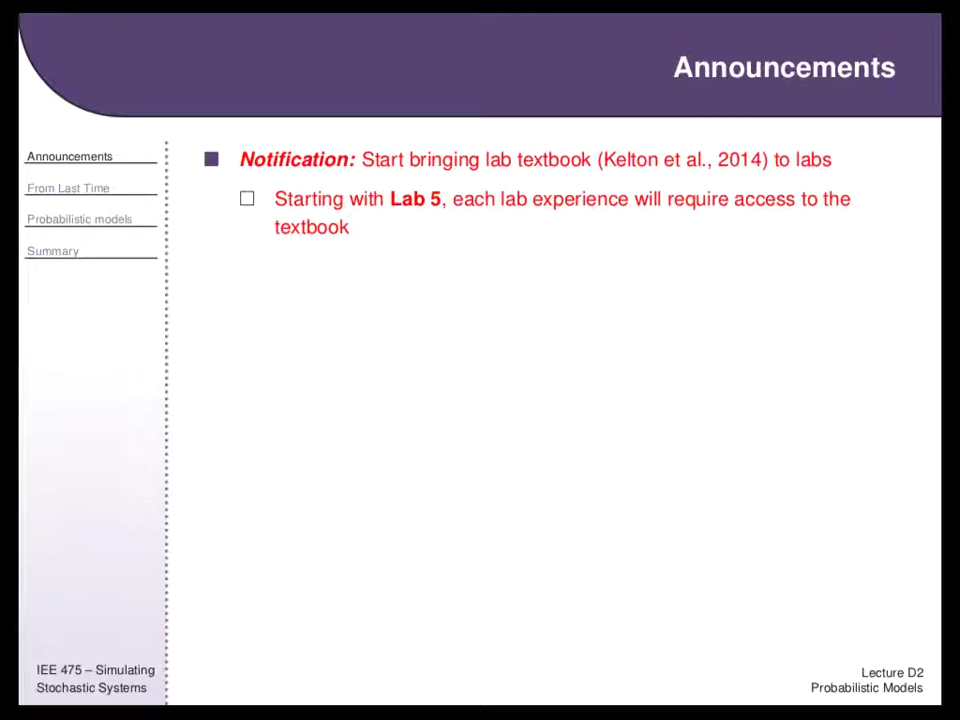 Announcements
Announcements
From Last Time
Probabilistic models
Summary
Notification: Start bringing lab textbook (Kelton et al., 2014) to labs
Starting with Lab 5, each lab experience will require access to the
textbook
IEE 475 – Simulating
Stochastic Systems
Lecture D2
Probabilistic Models